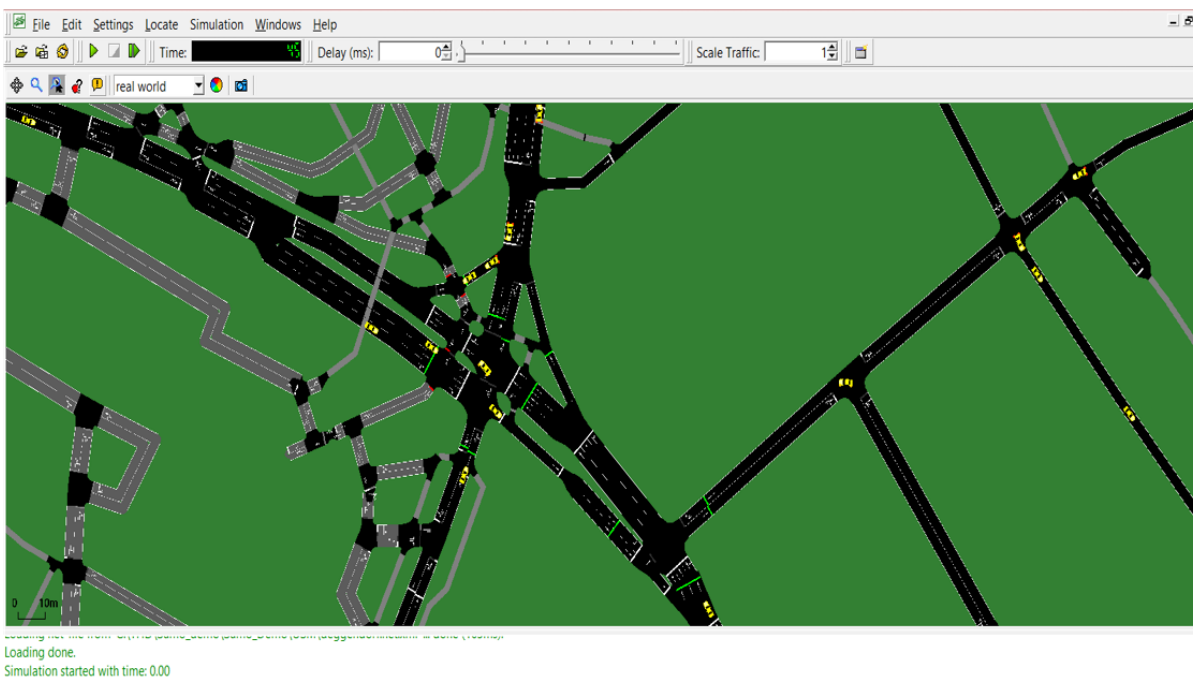 File Edit Settings Locate Simulation Windows Help
Time: 45 Delay (ms): 0 Scale Traffic: 1
real world
0 10m
Loading done.
Simulation started with time: 0.00